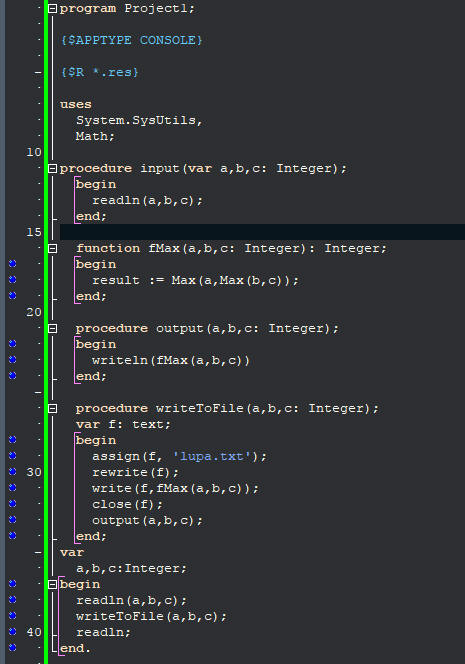 program Project1;
{$APPTYPE CONSOLE}
{$R *.res}
uses
System.SysUtils,
Math;
10
procedure input(var a,b,c: Integer);
begin
readln(a,b,c);
end;
15
function fMax(a,b,c: Integer): Integer;
begin
result := Max(a,Max(b,c));
end;
20
procedure output(a,b,c: Integer);
begin
writeln(fMax(a,b,c))
end;
procedure writeToFile(a,b,c: Integer);
var f: text;
begin
assign(f, 'lupa.txt');
30 rewrite(f);
write(f,fMax(a,b,c));
close(f);
output(a,b,c);
end;
var
a,b,c:Integer;
begin
readln(a,b,c);
writeToFile(a,b,c);
40 readln;
end.